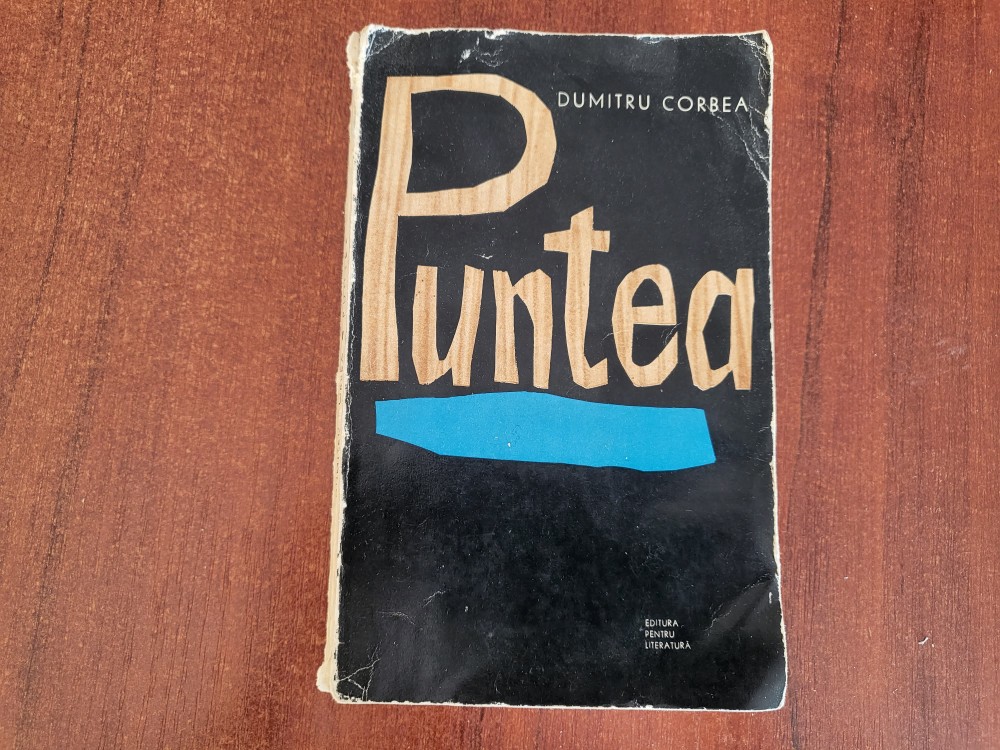 DUMITRU CORBEA
Puntea
EDITURA
PENTRU
LITERATURĂ